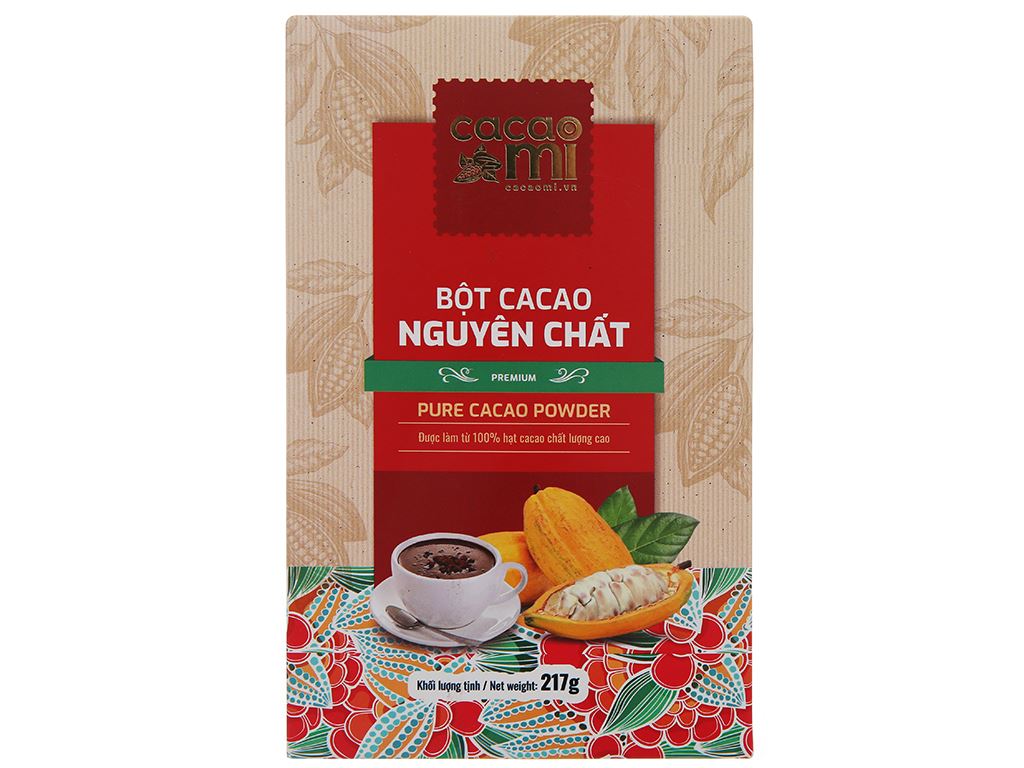 cacao
mi
cacaomi.vn
BỘT CACAO
NGUYÊN CHẤT
PREMIUM
PURE CACAO POWDER
Được làm từ 100% hạt cacao chất lượng cao
Khối lượng tịnh / Net weight: 217g